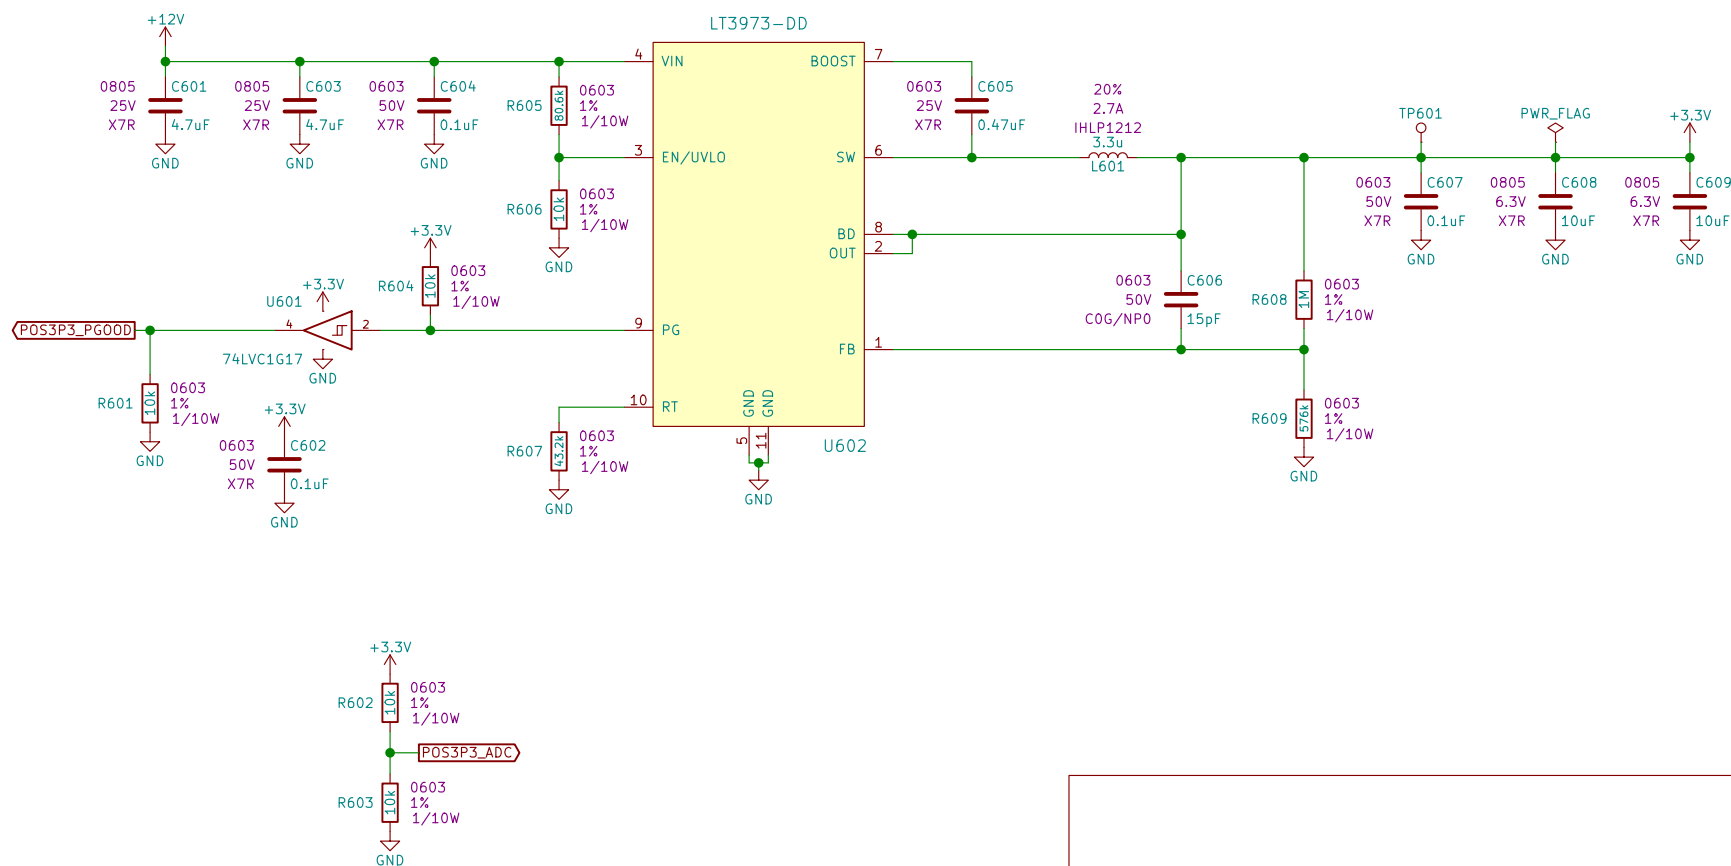 +12V
LT3973-DD
4 VIN
BOOST 7
0805 C601
25V
X7R 4.7uF
GND
0805 C603
25V
X7R 4.7uF
GND
0603 C604
50V
X7R 0.1uF
GND
R605 80.6k 0603
1%
1/10W
3 EN/UVLO
R606 10k 0603
1%
1/10W
GND
0603 C605
25V
X7R 0.47uF
SW 6
20%
2.7A
IHLP1212
3.3u
L601
TP601
PWR_FLAG
+3.3V
0603 C607
50V
X7R 0.1uF
GND
0805 C608
6.3V
X7R 10uF
GND
0805 C609
6.3V
X7R 10uF
GND
BD 8
OUT 2
+3.3V
R604 10k 0603
1%
1/10W
+3.3V
U601
4 2
74LVC1G17
GND
POS3P3_PGOOD
9 PG
0603 C606
50V
C0G/NP0 15pF
R608 1M 0603
1%
1/10W
FB 1
R601 10k 0603
1%
1/10W
GND
+3.3V
0603 C602
50V
X7R 0.1uF
GND
10 RT
R607 43.2k 0603
1%
1/10W
GND
GND GND
5 11
U602
GND
R609 576k 0603
1%
1/10W
GND
+3.3V
R602 10k 0603
1%
1/10W
POS3P3_ADC
R603 10k 0603
1%
1/10W
GND